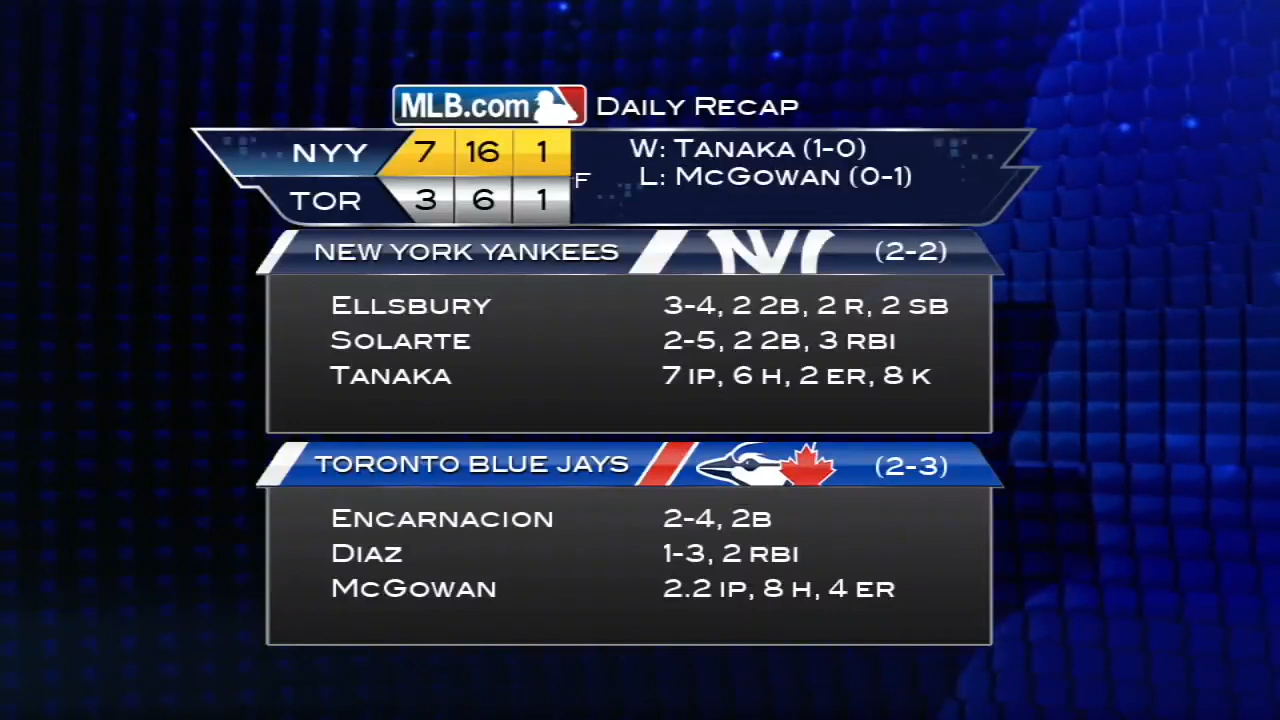 MLB.com DAILY RECAP
NYY 7 16 1
W: TANAKA (1-0)
F
L: MCGOWAN (0-1)
TOR 3 6 1
NEW YORK YANKEES NY (2-2)
ELLSBURY 3-4, 2 2B, 2 R, 2 SB
SOLARTE 2-5, 2 2B, 3 RBI
TANAKA 7 IP, 6 H, 2 ER, 8 K
TORONTO BLUE JAYS (2-3)
ENCARNACION 2-4, 2B
DIAZ 1-3, 2 RBI
MCGOWAN 2.2 IP, 8 H, 4 ER